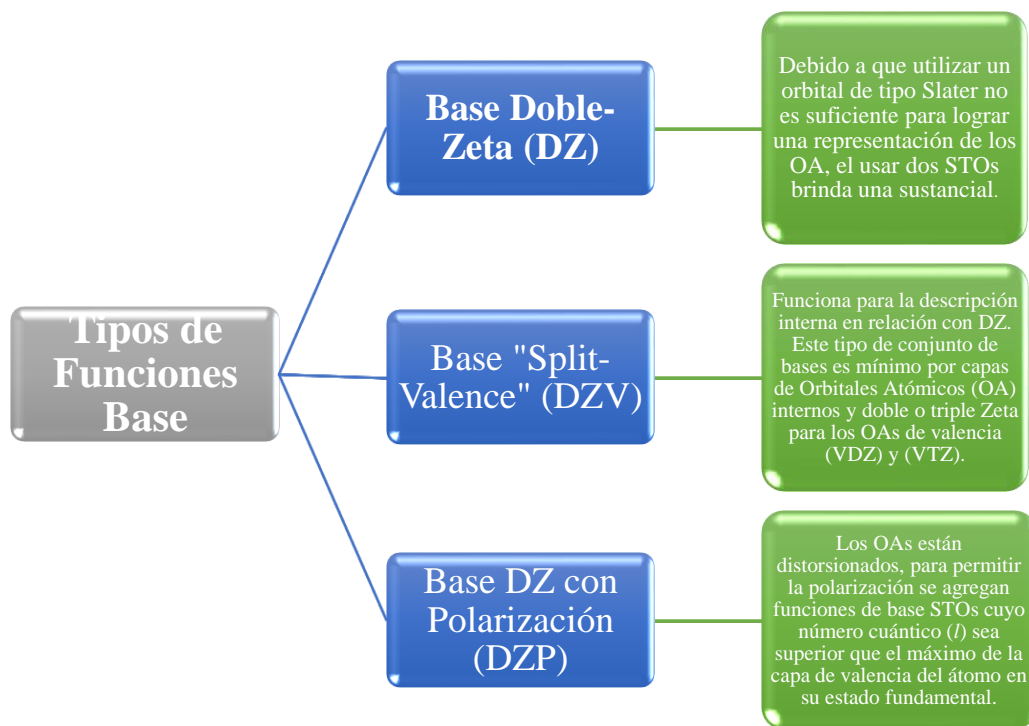 Tipos de
Funciones
Base
Base Doble-
Zeta (DZ)
Debido a que utilizar un
orbital de tipo Slater no
es suficiente para lograr
una representación de los
OA, el usar dos STOs
brinda una sustancial.
Base "Split-
Valence" (DZV)
Funciona para la descripción
interna en relación con DZ.
Este tipo de conjunto de
bases es mínimo por capas
de Orbitales Atómicos (OA)
internos y doble o triple Zeta
para los OAs de valencia
(VDZ) y (VTZ).
Base DZ con
Polarización
(DZP)
Los OAs están
distorsionados, para permitir
la polarización se agregan
funciones de base STOs cuyo
número cuántico (l) sea
superior que el máximo de la
capa de valencia del átomo en
su estado fundamental.